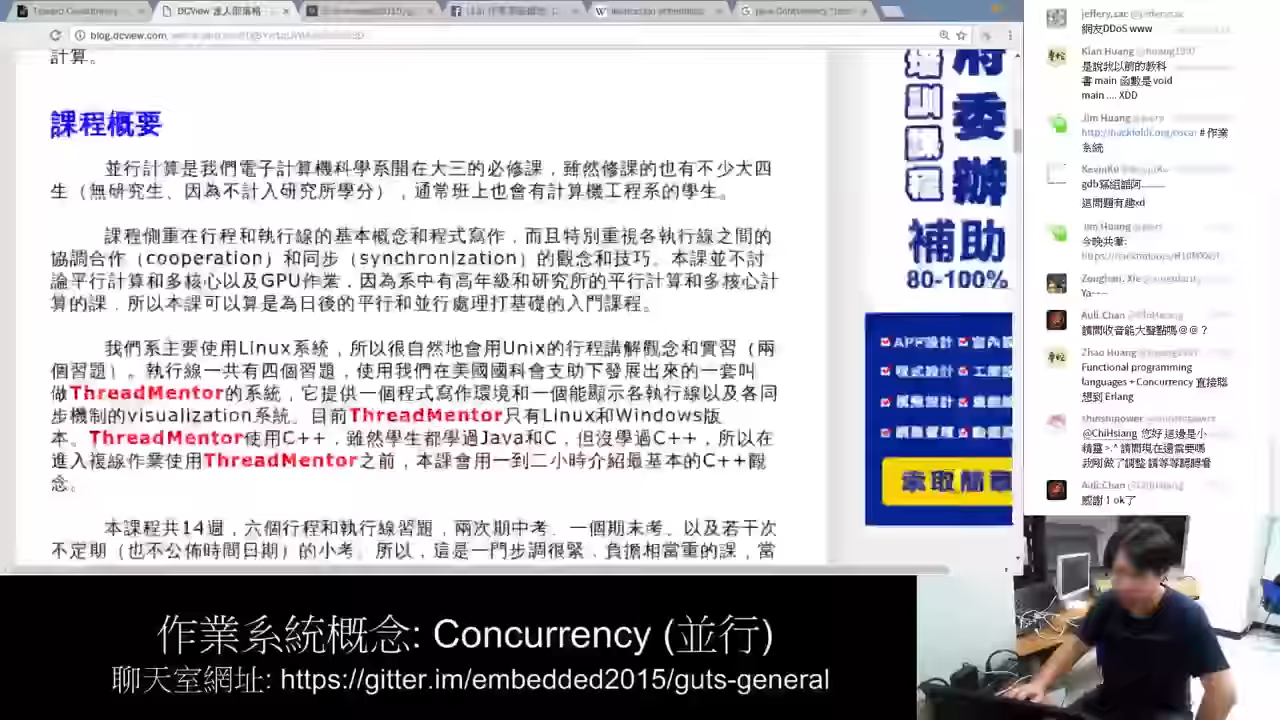 Toward Concurrency
DCView 達人部落格
Java Concurrency
blog.dcview.com
計算。
課程概要
並行計算是我們電子計算機科學系開在大三的必修課，雖然修課的也有不少大四
生（無研究生、因為不計入研究所學分），通常班上也會有計算機工程系的學生。
課程側重在行程和執行線的基本概念和程式寫作，而且特別重視各執行線之間的
協調合作（cooperation）和同步（synchronization）的觀念和技巧。本課並不討
論平行計算和多核心以及GPU作業，因為系中有高年級和研究所的平行計算和多核心計
算的課，所以本課可以算是為日後的平行和並行處理打基礎的入門課程。
我們系主要使用Linux系統，所以很自然地會用Unix的行程講解觀念和實習（兩
個習題）。執行線一共有四個習題，使用我們在美國國科會支助下發展出來的一套叫
做ThreadMentor的系統，它提供一個程式寫作環境和一個能顯示各執行線以及各同
步機制的visualization系統。目前ThreadMentor只有Linux和Windows版
本。ThreadMentor使用C++，雖然學生都學過Java和C，但沒學過C++，所以在
進入複線作業使用ThreadMentor之前，本課會用一到二小時介紹最基本的C++觀
念。
本課程共14週，六個行程和執行線習題，兩次期中考、一個期末考、以及若干次
不定期（也不公佈時間日期）的小考。所以，這是一門步調很緊．負擔相當重的課，當
培訓課程
府委辦
補助
80-100%
APP設計
程式設計
索取簡
jeffery.sac
網友DDoS www
Kian Huang
是說我以前的教科
書 main 函數是 void
main .... XDD
Jim Huang
# 作業
系統
gdb寫組語阿
這問題有趣xd
Jim Huang
今晚共筆:
Zonghan, Xie
Ya~~
Auli.Chan
請問收音能大聲點嗎＠＠？
Zhao Huang
Functional programming
languages + Concurrency 直接聯
想到 Erlang
@ChiHsiang 您好 這邊是小
精靈 >.^ 請問現在還需要嗎
我剛做了調整 請等等聽聽看
Auli.Chan
感謝！ok了
作業系統概念: Concurrency (並行)
聊天室網址: https://gitter.im/embedded2015/guts-general